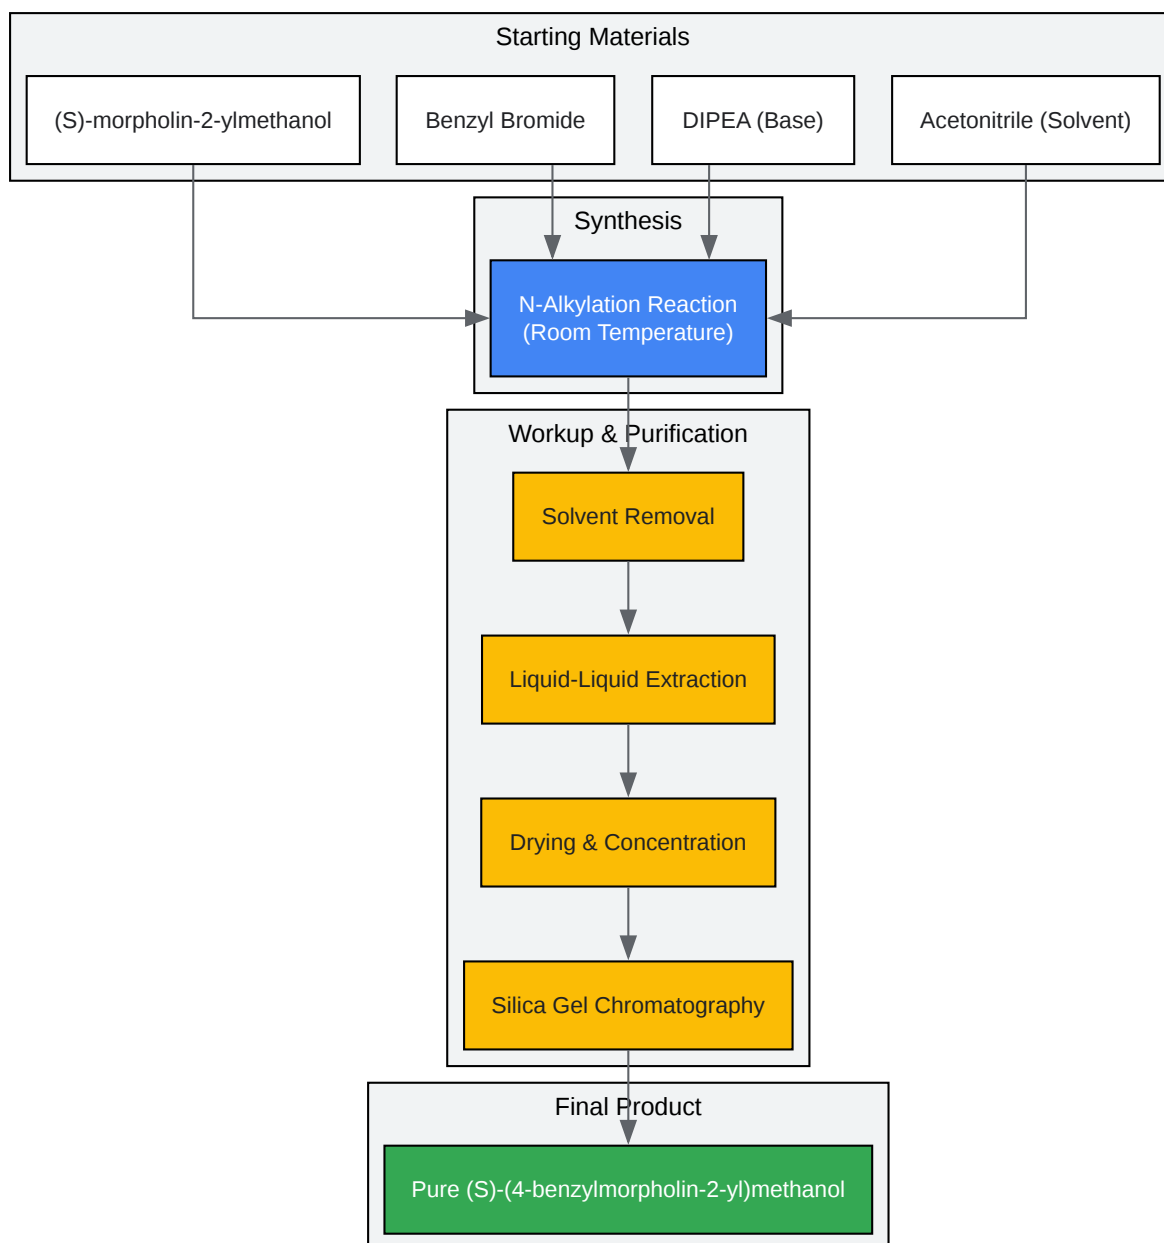 Starting Materials
(S)-morpholin-2-ylmethanol
Benzyl Bromide
DIPEA (Base)
Acetonitrile (Solvent)
Synthesis
N-Alkylation Reaction
(Room Temperature)
Workup & Purification
Solvent Removal
Liquid-Liquid Extraction
Drying & Concentration
Silica Gel Chromatography
Final Product
Pure (S)-(4-benzylmorpholin-2-yl)methanol